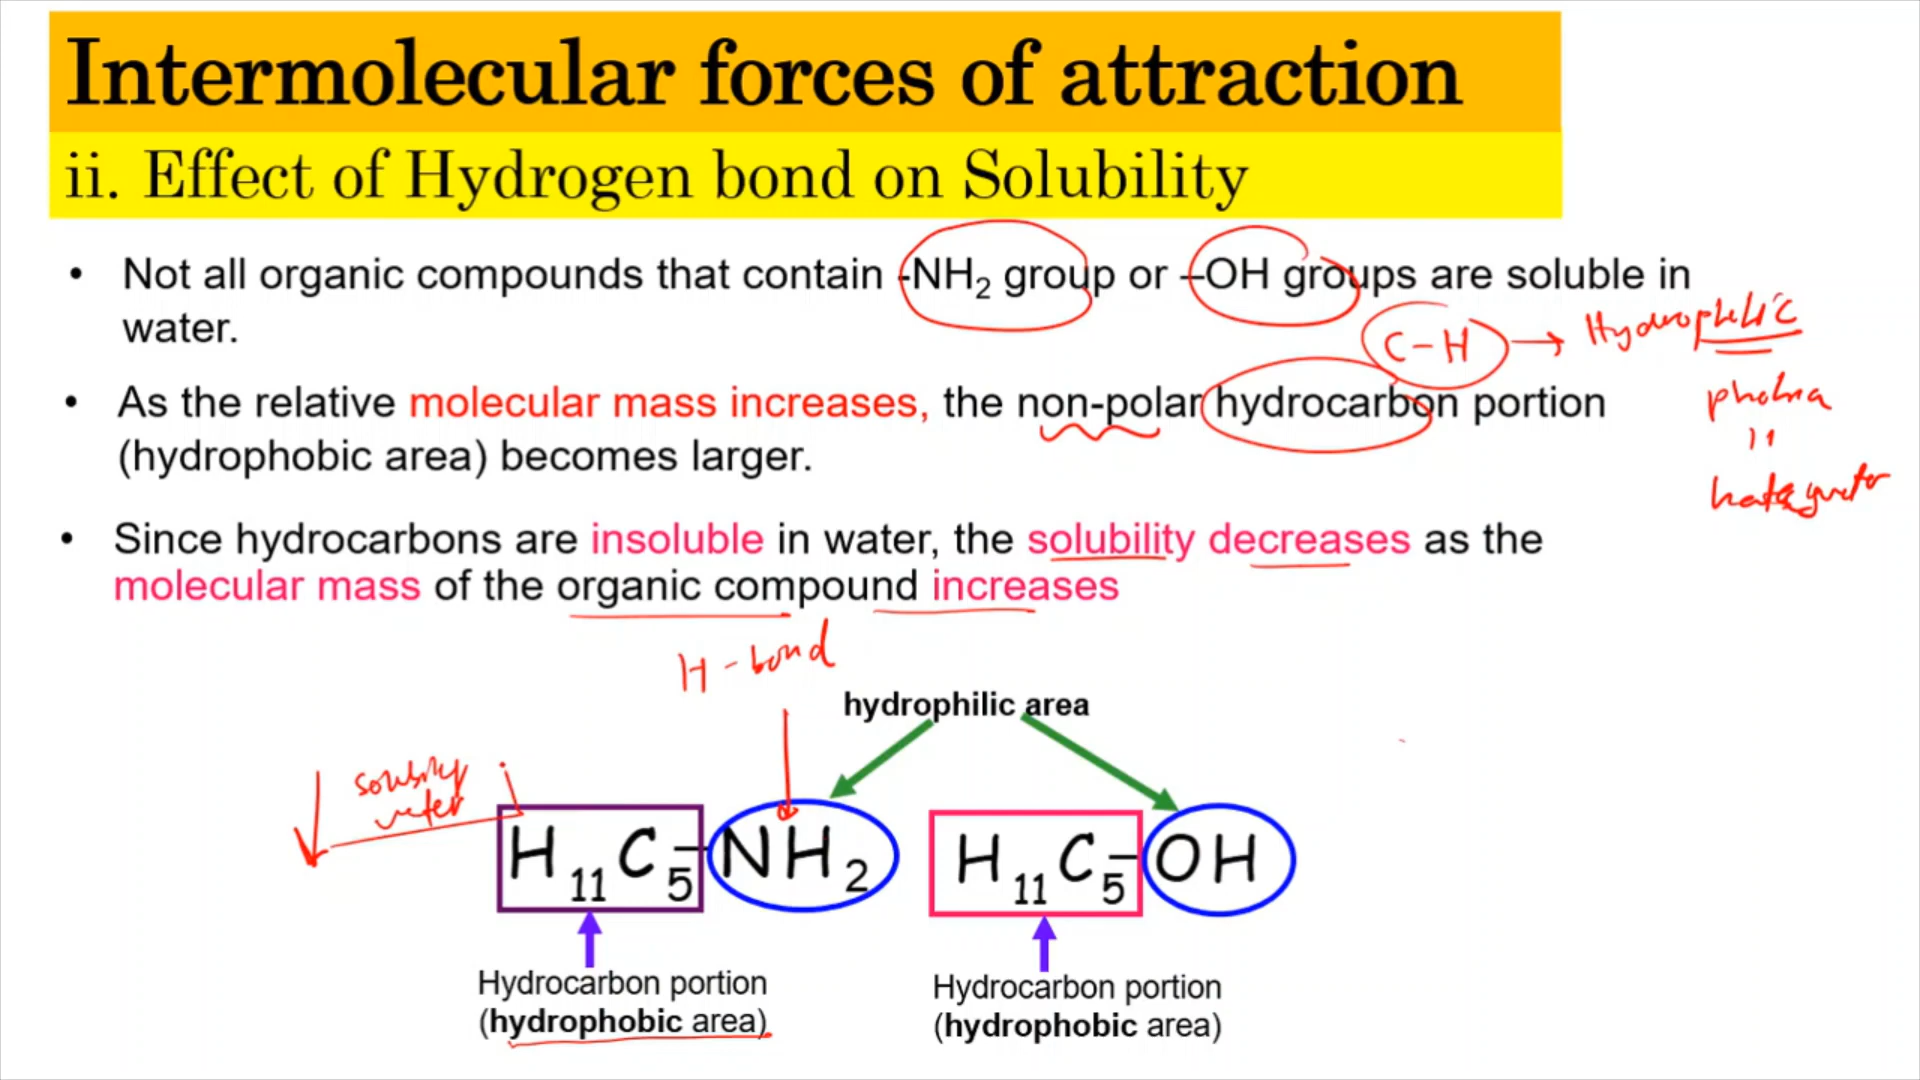 Intermolecular forces of attraction
ii. Effect of Hydrogen bond on Solubility
• Not all organic compounds that contain -NH₂ group or –OH groups are soluble in
water.
C-H → Hydrophilic
• As the relative molecular mass increases, the non-polar hydrocarbon portion
(hydrophobic area) becomes larger.
• Since hydrocarbons are insoluble in water, the solubility decreases as the
molecular mass of the organic compound increases
H-bond
hydrophilic area
H₁₁C₅–NH₂
H₁₁C₅–OH
Hydrocarbon portion
(hydrophobic area)
Hydrocarbon portion
(hydrophobic area)